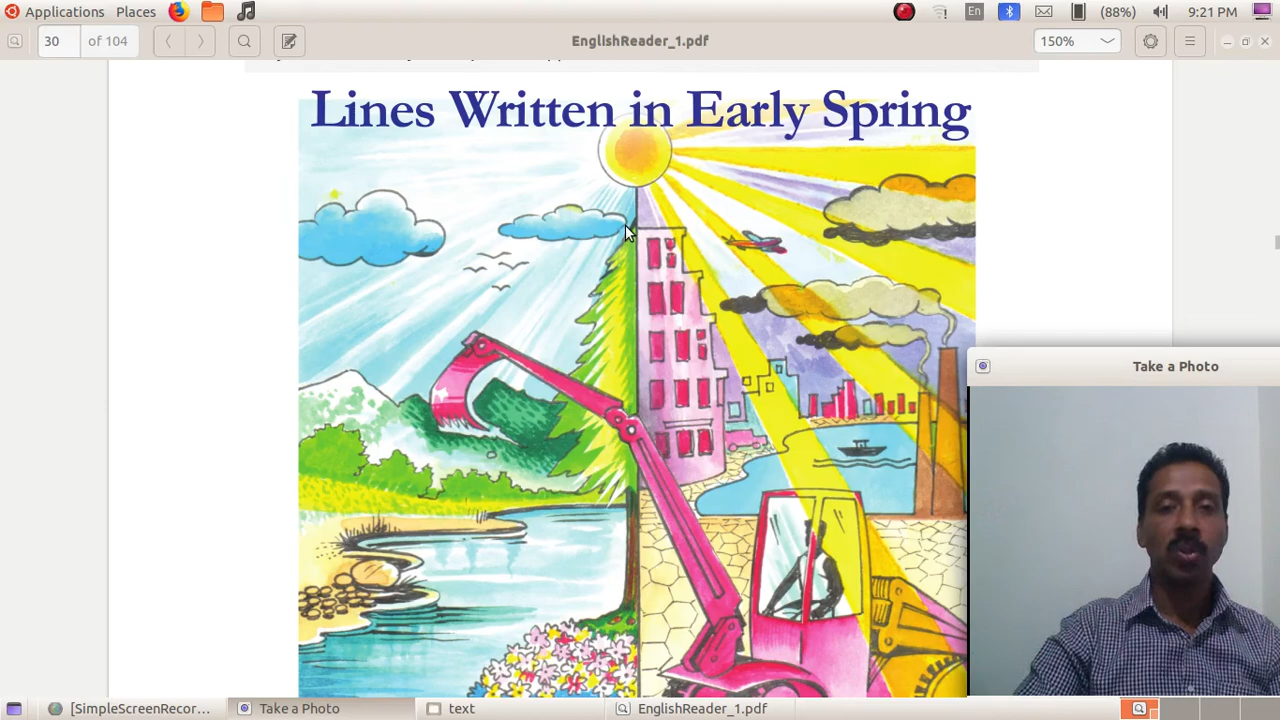 Applications Places En (88%) 9:21 PM
30 of 104 EnglishReader_1.pdf 150%
Lines Written in Early Spring
Take a Photo
[SimpleScreenRecor... Take a Photo text EnglishReader_1.pdf